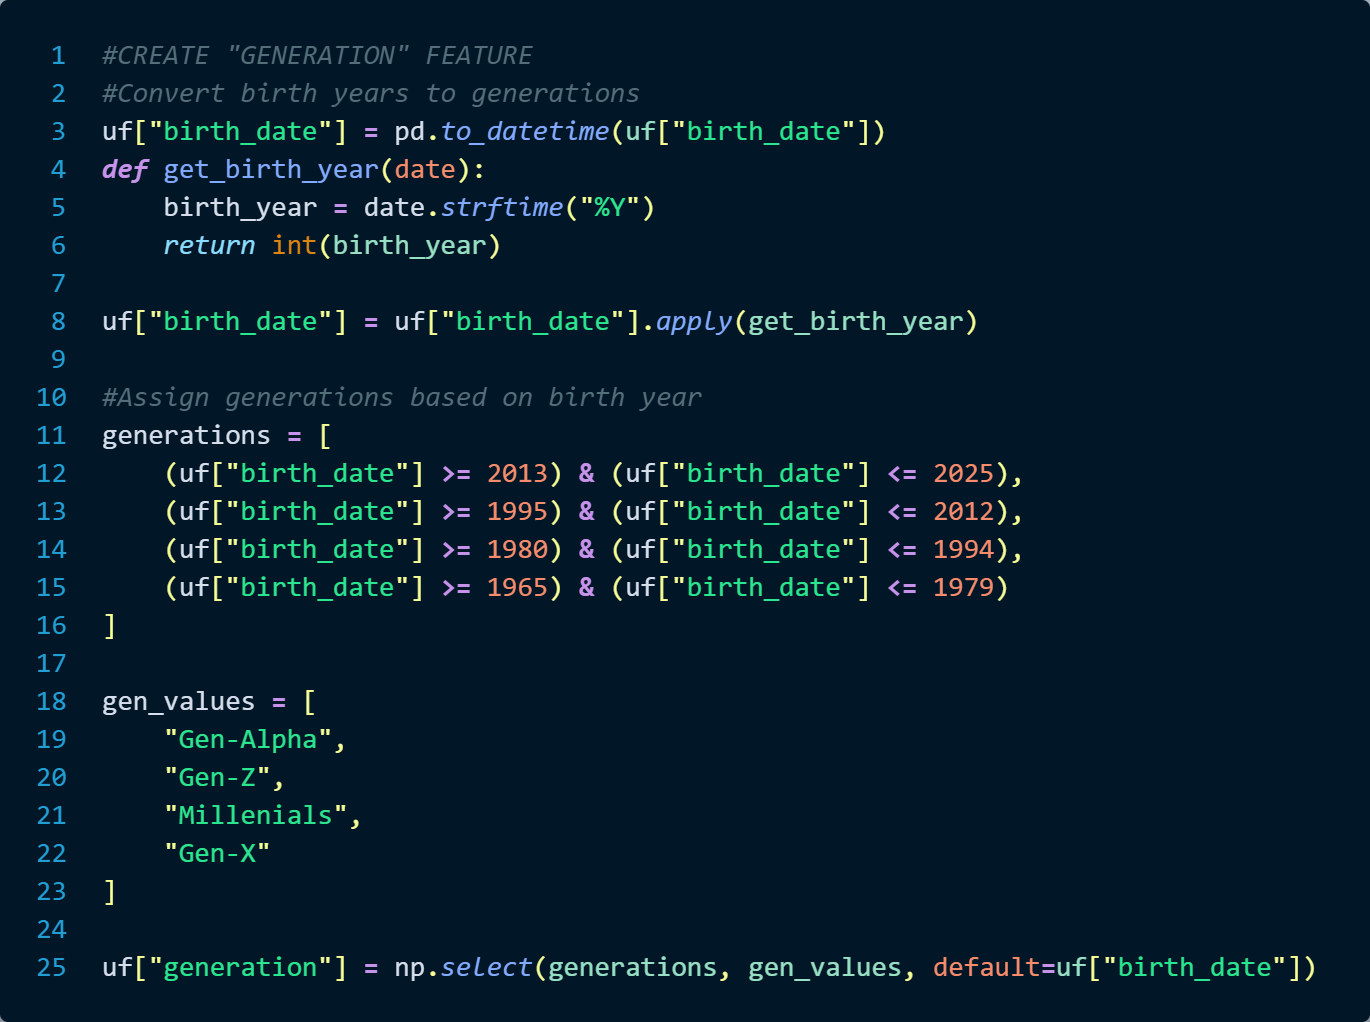 1 #CREATE "GENERATION" FEATURE
2 #Convert birth years to generations
3 uf["birth_date"] = pd.to_datetime(uf["birth_date"])
4 def get_birth_year(date):
5     birth_year = date.strftime("%Y")
6     return int(birth_year)
7
8 uf["birth_date"] = uf["birth_date"].apply(get_birth_year)
9
10 #Assign generations based on birth year
11 generations = [
12     (uf["birth_date"] >= 2013) & (uf["birth_date"] <= 2025),
13     (uf["birth_date"] >= 1995) & (uf["birth_date"] <= 2012),
14     (uf["birth_date"] >= 1980) & (uf["birth_date"] <= 1994),
15     (uf["birth_date"] >= 1965) & (uf["birth_date"] <= 1979)
16 ]
17
18 gen_values = [
19     "Gen-Alpha",
20     "Gen-Z",
21     "Millenials",
22     "Gen-X"
23 ]
24
25 uf["generation"] = np.select(generations, gen_values, default=uf["birth_date"])